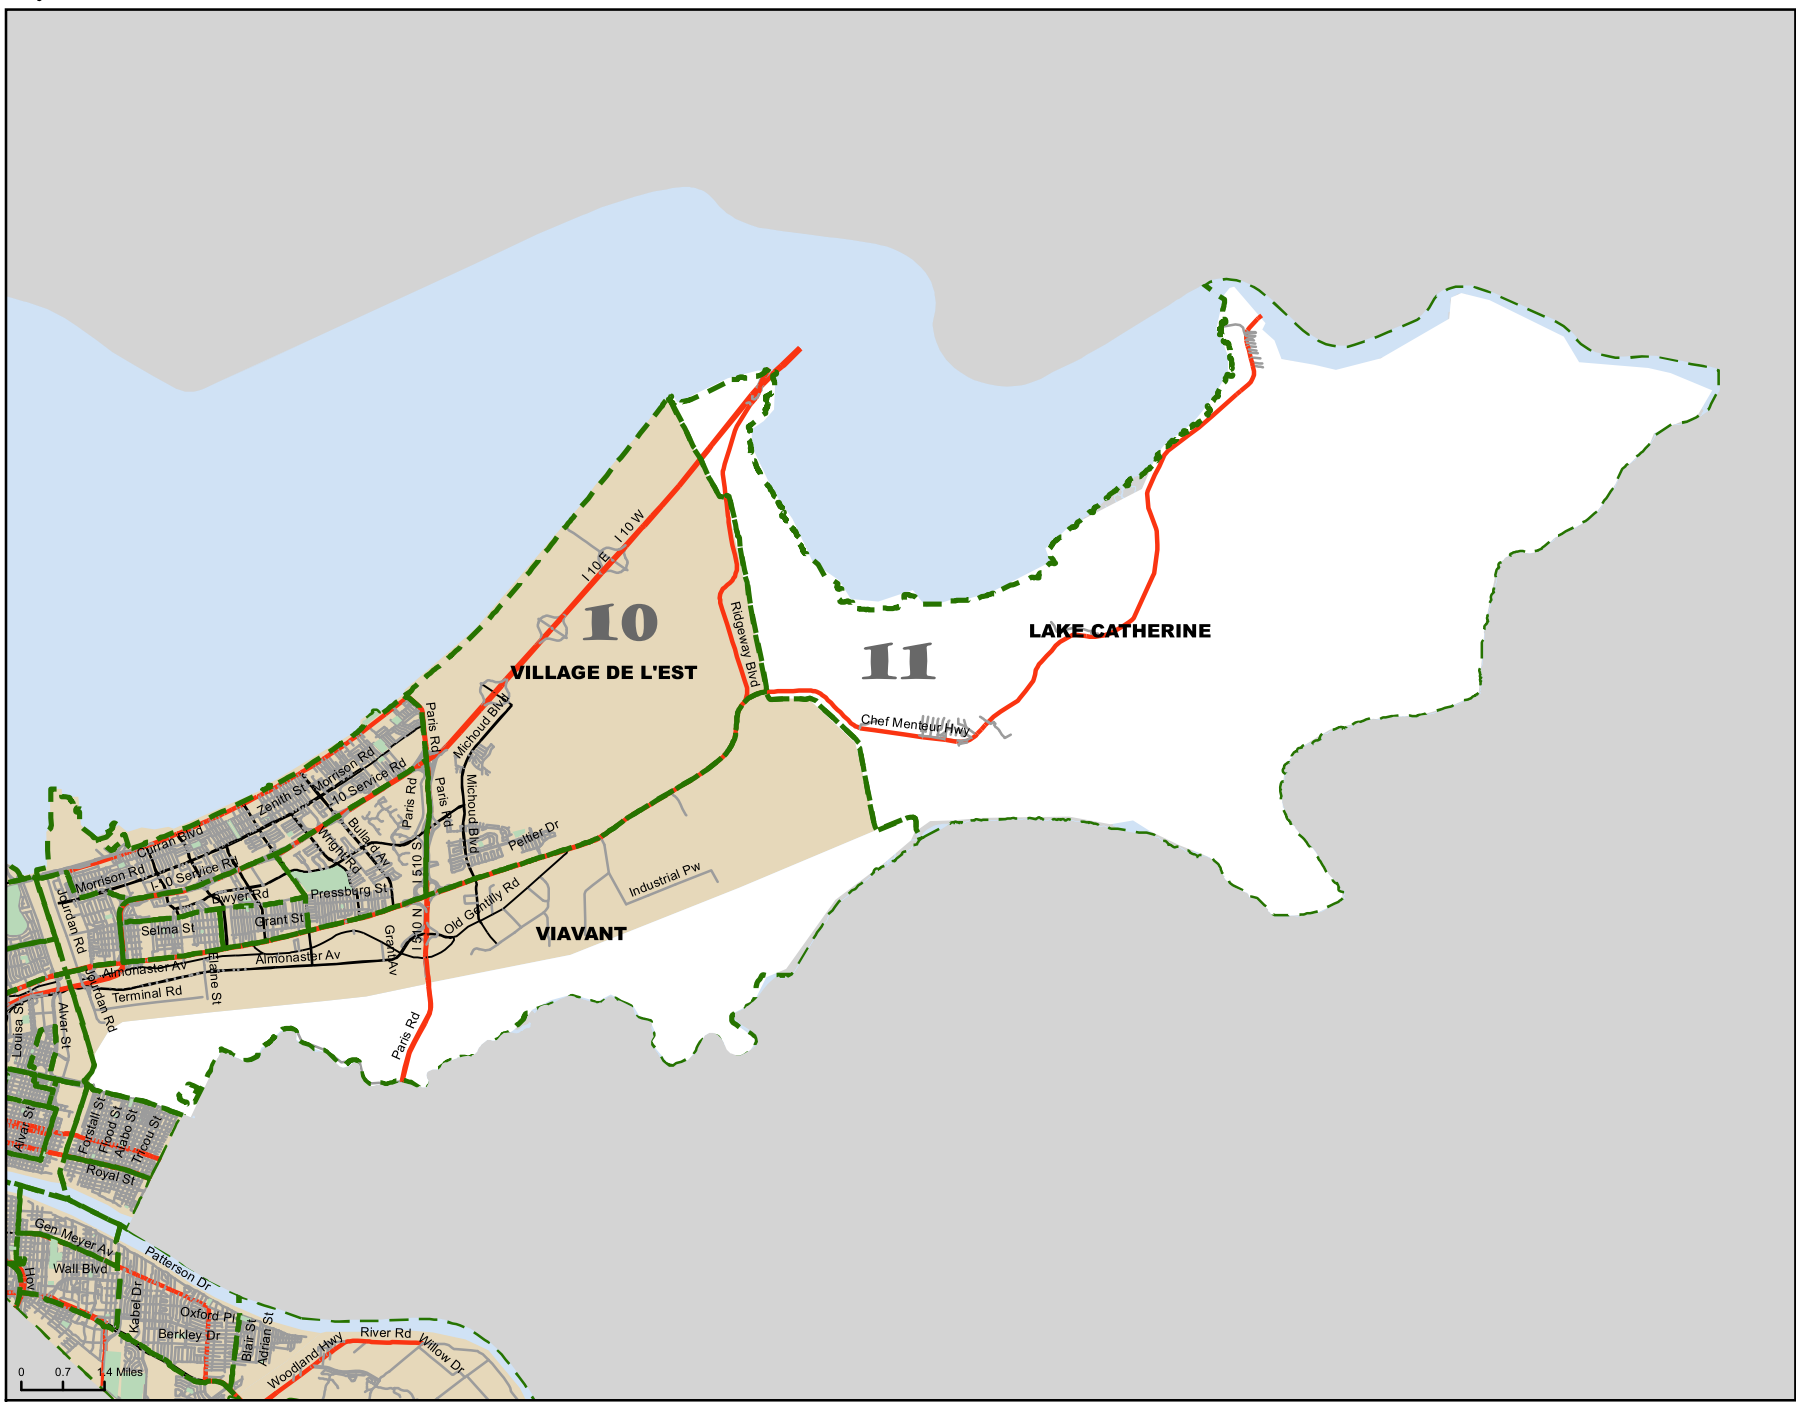 I 10 W
I 10 E
10
VILLAGE DE L'EST
Ridgeway Blvd
11
LAKE CATHERINE
Chef Menteur Hwy
Paris Rd
Michoud Blvd
Morrison Rd
I-10 Service Rd
Zenith St
Paris Rd
Paris Rd
Michoud Blvd
Peltier Dr
Curran Blvd
Wright Rd
Bullard Av
I 510 S
Morrison Rd
I-10 Service Rd
Dwyer Rd
Pressburg St
Industrial Pw
Old Gentilly Rd
Jourdan Rd
Selma St
Grant St
Grant Av
I 510 N
VIAVANT
Almonaster Av
Almonaster Av
Elaine St
Terminal Rd
Jourdan Rd
Louisa St
Alvar St
Paris Rd
Alvar St
Forstall St
Flood St
Alabo St
Tricou St
Royal St
Gen Meyer Av
Patterson Dr
Wall Blvd
Kabel Dr
Oxford Pl
Berkley Dr
Blair St
Adrian St
Woodland Hwy
River Rd
Willow Dr
0 0.7 1.4 Miles